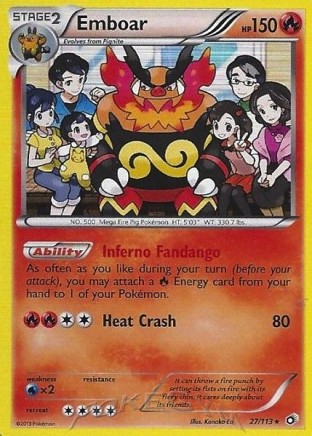 STAGE2
Emboar
HP150
Evolves from Pignite
NO. 500 Mega Fire Pig Pokémon HT. 5'03" WT. 330.7 lbs.
Ability Inferno Fandango
As often as you like during your turn (before your
attack), you may attach a Energy card from your
hand to 1 of your Pokémon.
Heat Crash 80
weakness resistance
×2
retreat
It can throw a fire punch by
setting its fists on fire with its
fiery chin. It cares deeply
about its friends.
Illus. Kanako Eo 27/113
©2013 Pokémon